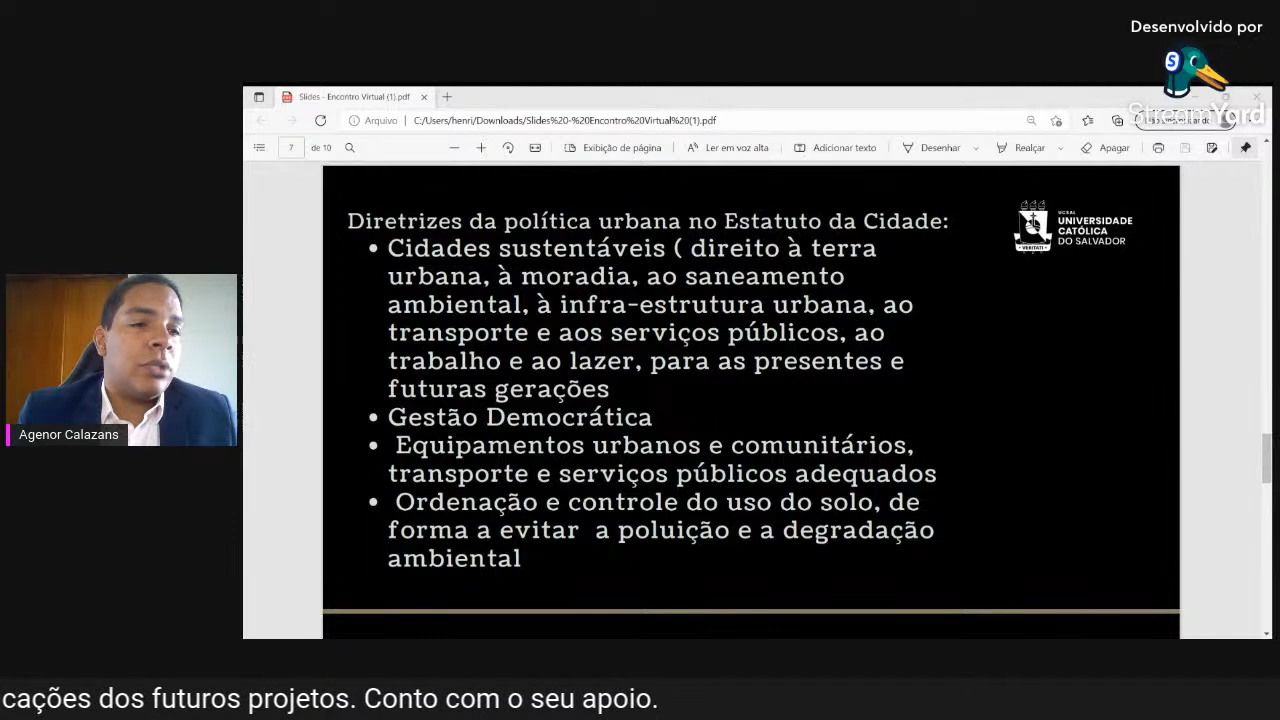 Desenvolvido por
StreamYard
Slides - Encontro Virtual (1).pdf
Arquivo
C:/Users/henri/Downloads/Slides%20-%20Encontro%20Virtual%20(1).pdf
7 de 10
Exibição de página
Ler em voz alta
Adicionar texto
Desenhar
Realçar
Apagar
Diretrizes da política urbana no Estatuto da Cidade:
• Cidades sustentáveis ( direito à terra
urbana, à moradia, ao saneamento
ambiental, à infra-estrutura urbana, ao
transporte e aos serviços públicos, ao
trabalho e ao lazer, para as presentes e
futuras gerações
• Gestão Democrática
• Equipamentos urbanos e comunitários,
transporte e serviços públicos adequados
• Ordenação e controle do uso do solo, de
forma a evitar a poluição e a degradação
ambiental
UCSAL
UNIVERSIDADE
CATÓLICA
DO SALVADOR
VERITATI
Agenor Calazans
cações dos futuros projetos. Conto com o seu apoio.